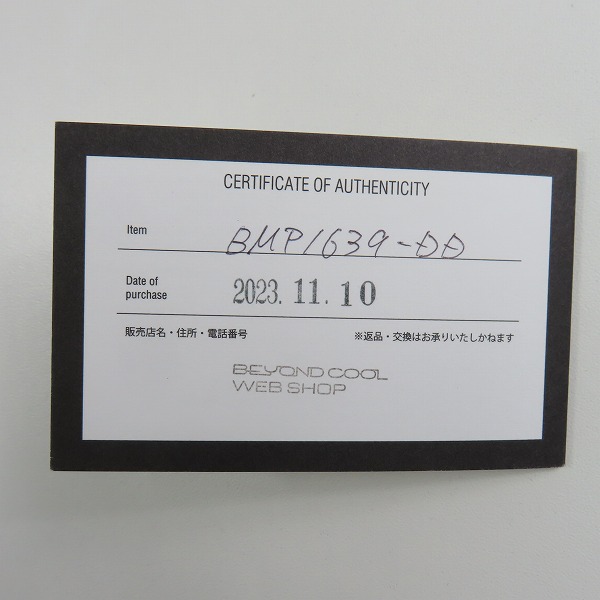 CERTIFICATE OF AUTHENTICITY
Item BMP1639-DD
Date of purchase 2023.11.10
販売店名・住所・電話番号 ※返品・交換はお承りいたしかねます
BEYOND COOL
WEB SHOP